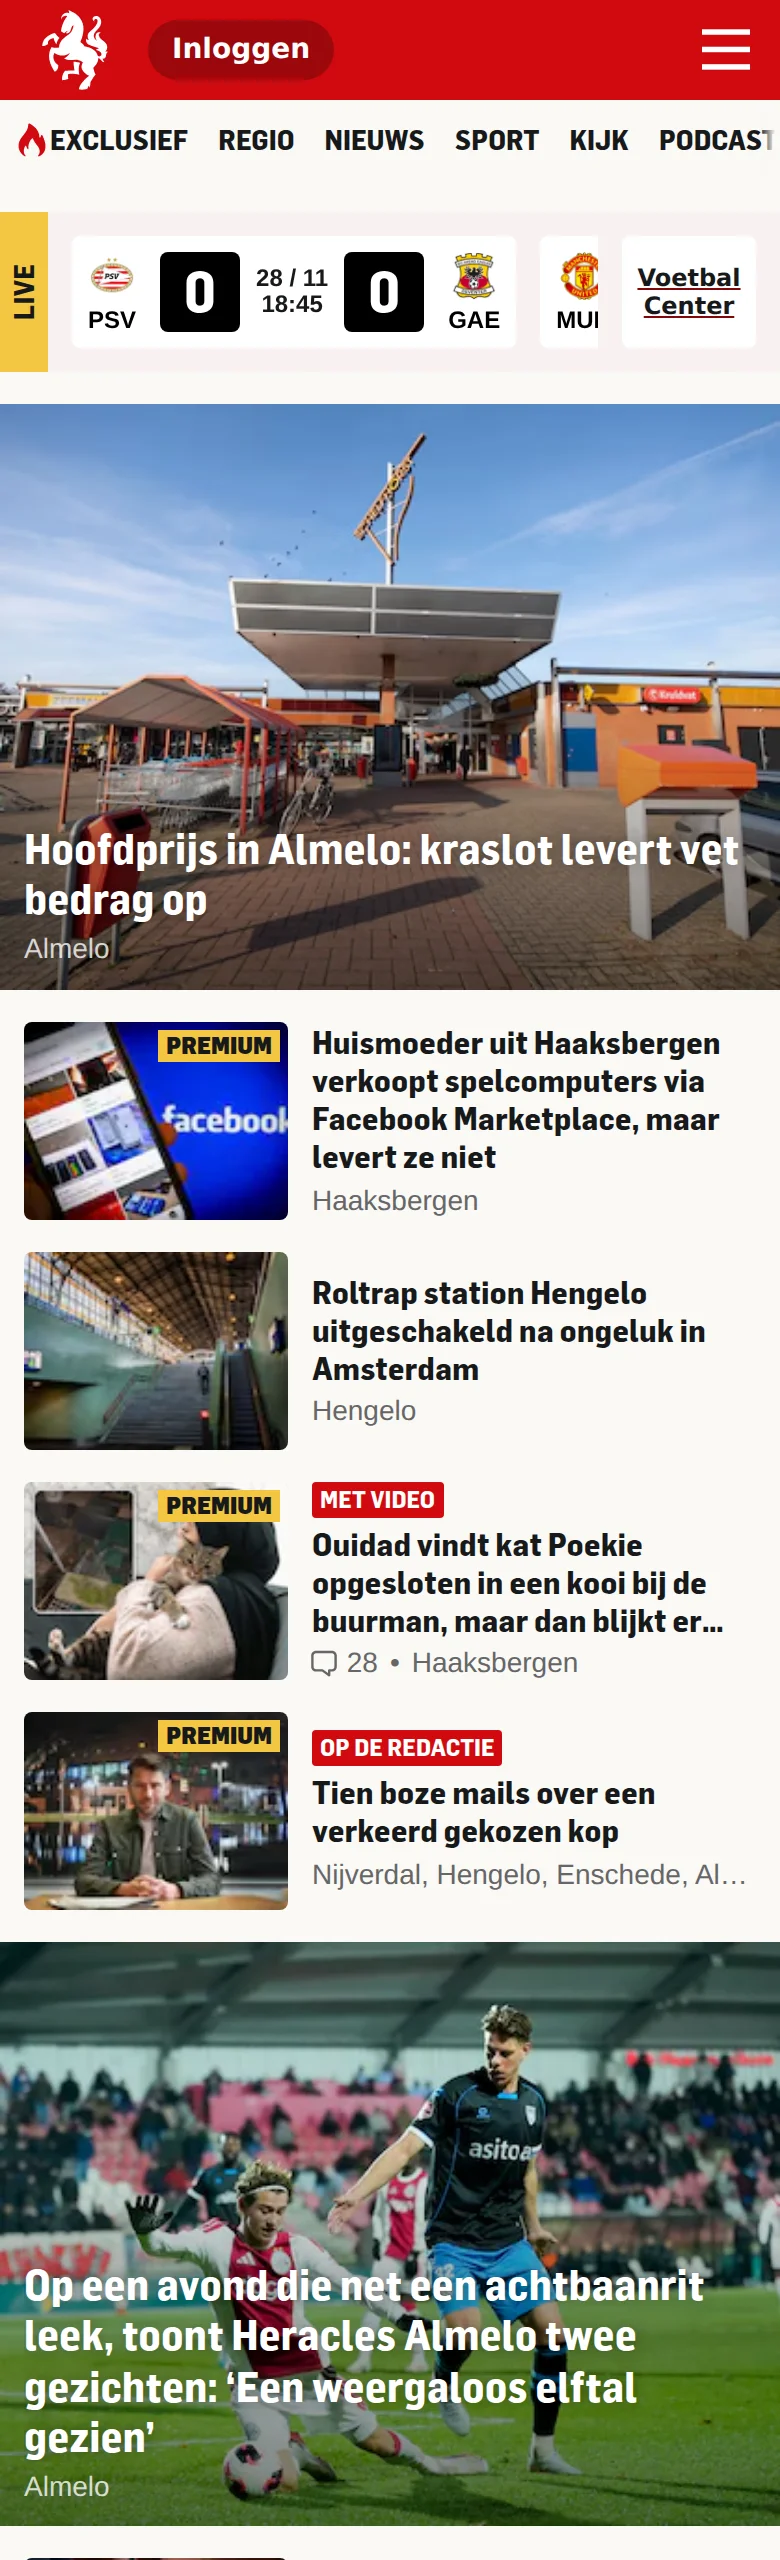 Inloggen
EXCLUSIEF REGIO NIEUWS SPORT KIJK PODCAST
LIVE
PSV
PSV
0
28 / 11
18:45
0
GAE
MUI
Voetbal
Center
Kruidvat
Hoofdprijs in Almelo: kraslot levert vet
bedrag op
Almelo
PREMIUM
facebook
Huismoeder uit Haaksbergen
verkoopt spelcomputers via
Facebook Marketplace, maar
levert ze niet
Haaksbergen
Roltrap station Hengelo
uitgeschakeld na ongeluk in
Amsterdam
Hengelo
PREMIUM
MET VIDEO
Ouidad vindt kat Poekie
opgesloten in een kooi bij de
buurman, maar dan blijkt er...
28 • Haaksbergen
PREMIUM
OP DE REDACTIE
Tien boze mails over een
verkeerd gekozen kop
Nijverdal, Hengelo, Enschede, Al...
asito
Op een avond die net een achtbaanrit
leek, toont Heracles Almelo twee
gezichten: ‘Een weergaloos elftal
gezien’
Almelo